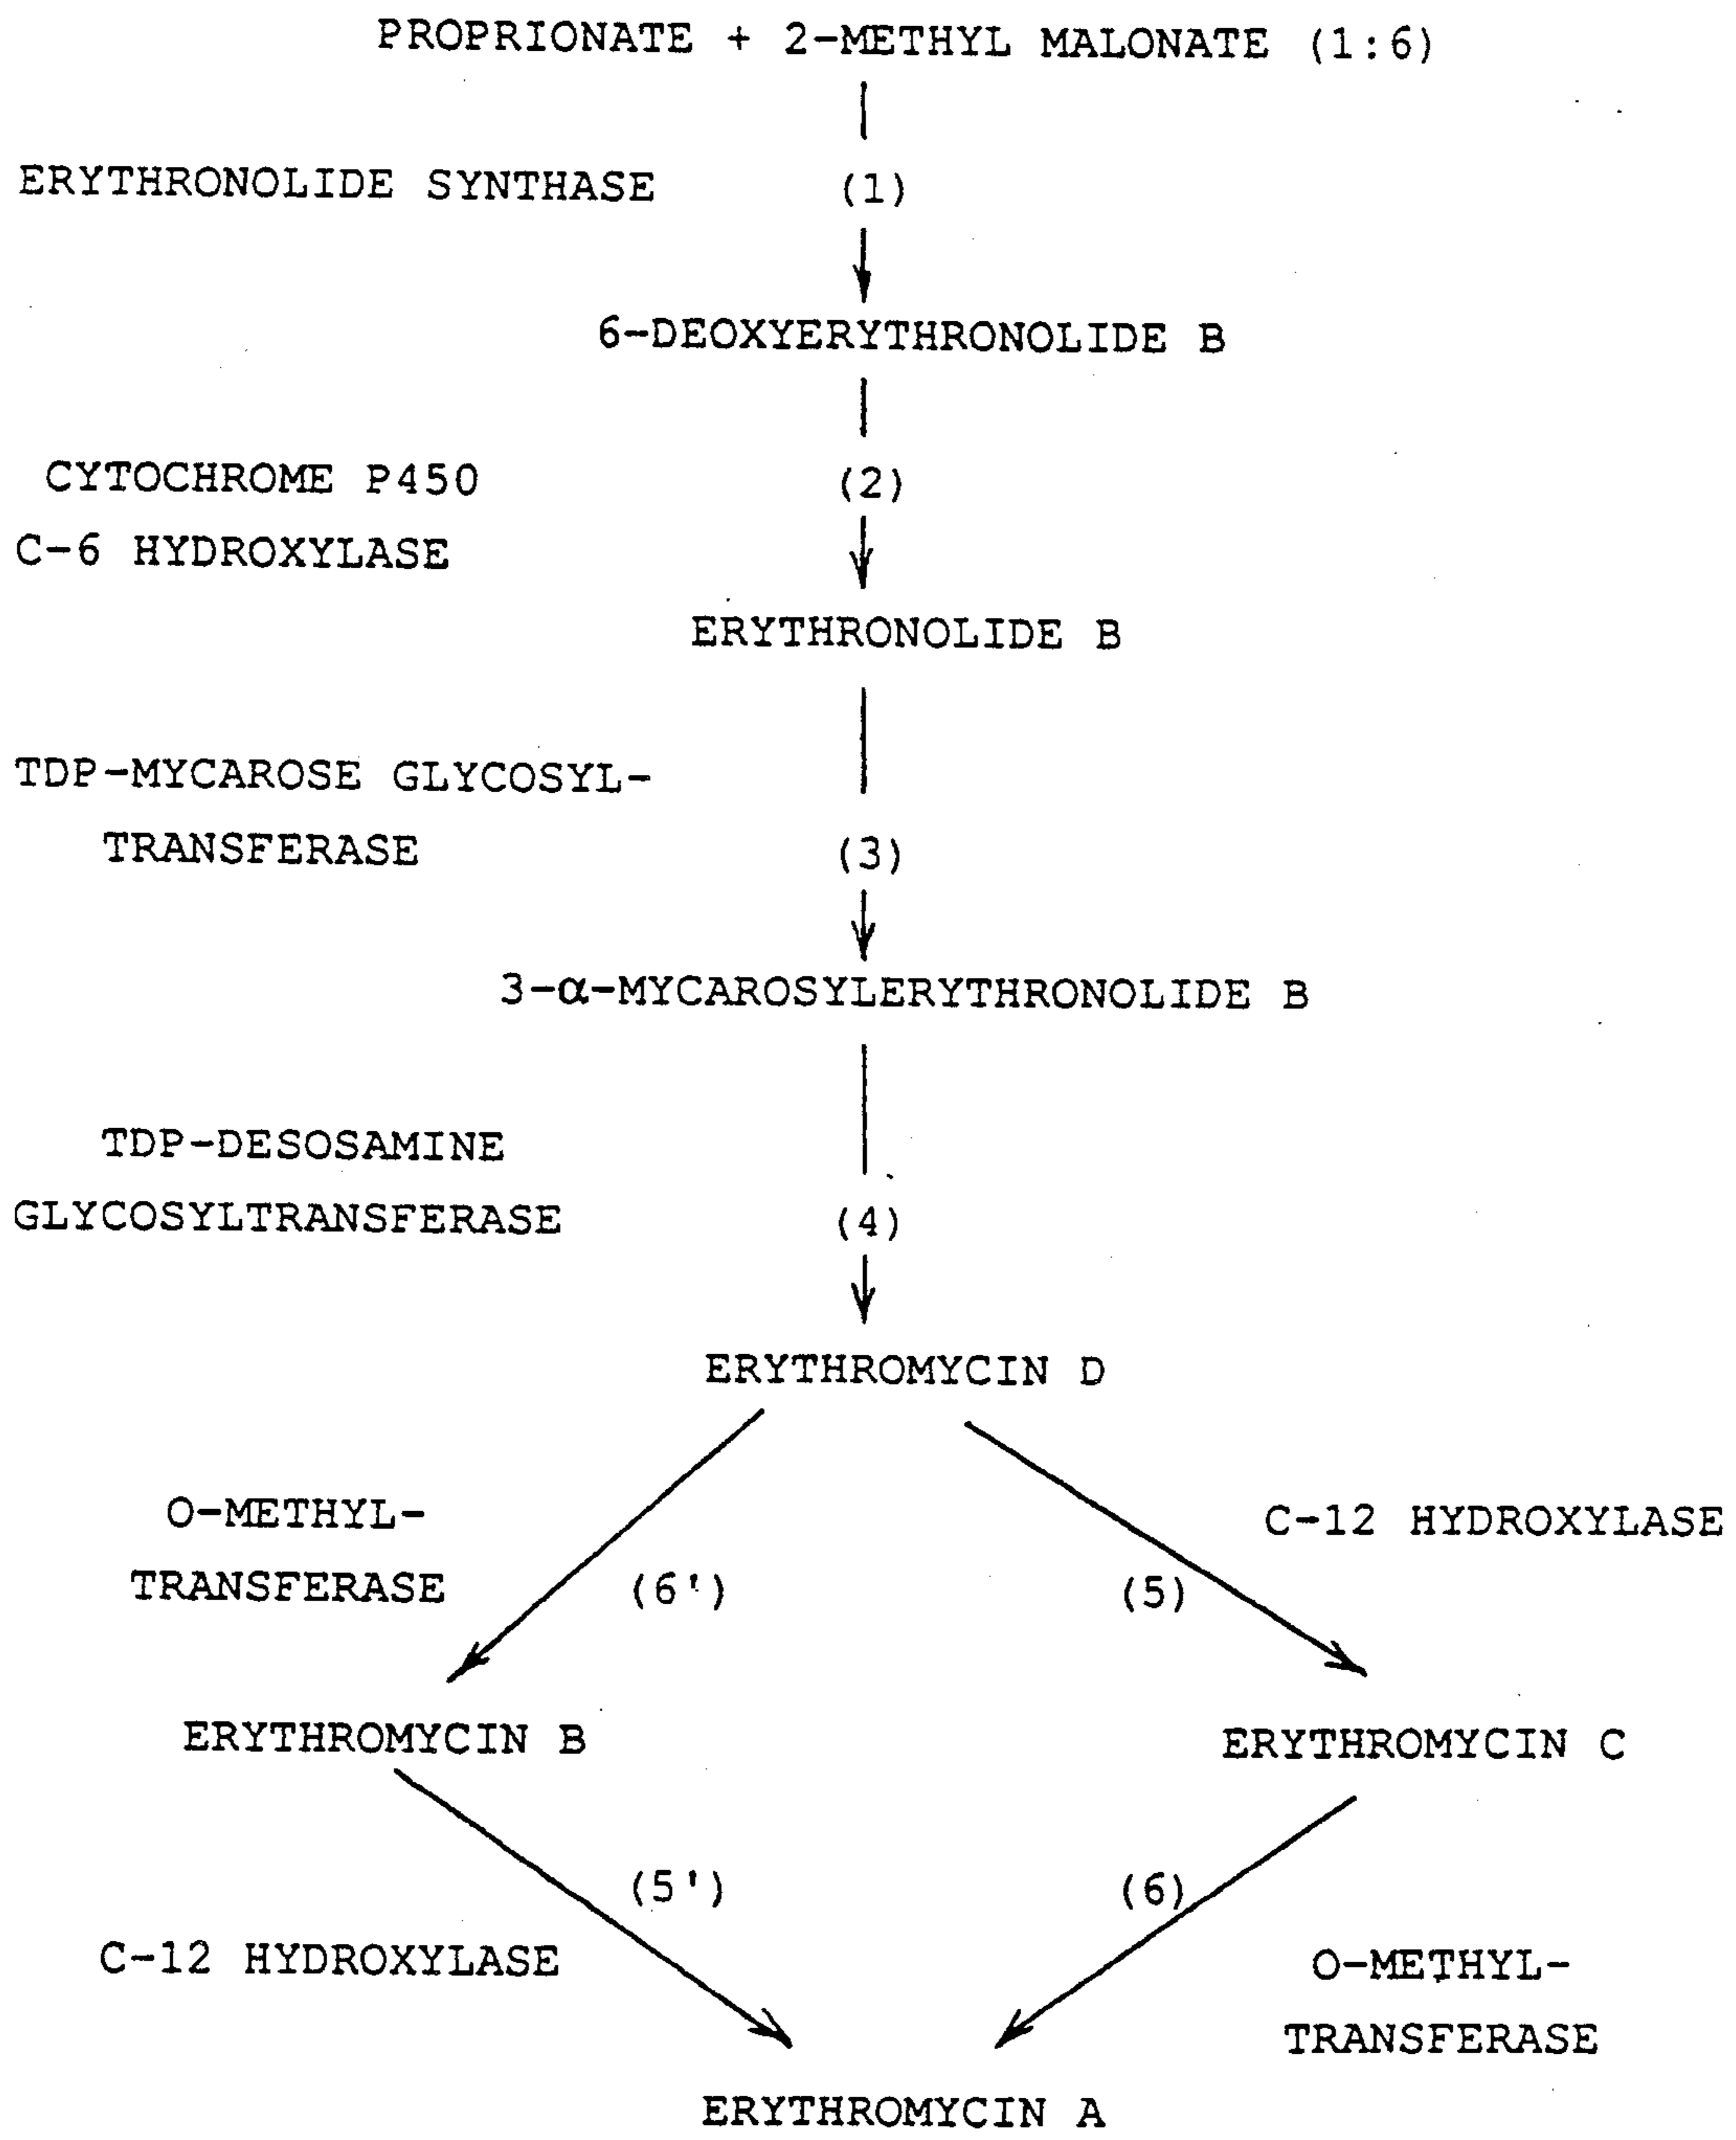 PROPRIONATE + 2-METHYL MALONATE (1:6)
ERYTHRONOLIDE SYNTHASE (1)
6-DEOXYERYTHRONOLIDE B
CYTOCHROME P450 (2)
C-6 HYDROXYLASE
ERYTHRONOLIDE B
TDP-MYCAROSE GLYCOSYL-
TRANSFERASE (3)
3-α-MYCAROSYLERYTHRONOLIDE B
TDP-DESOSAMINE
GLYCOSYLTRANSFERASE (4)
ERYTHROMYCIN D
O-METHYL- C-12 HYDROXYLASE
TRANSFERASE (6') (5)
ERYTHROMYCIN B ERYTHROMYCIN C
(5') (6)
C-12 HYDROXYLASE O-METHYL-
TRANSFERASE
ERYTHROMYCIN A